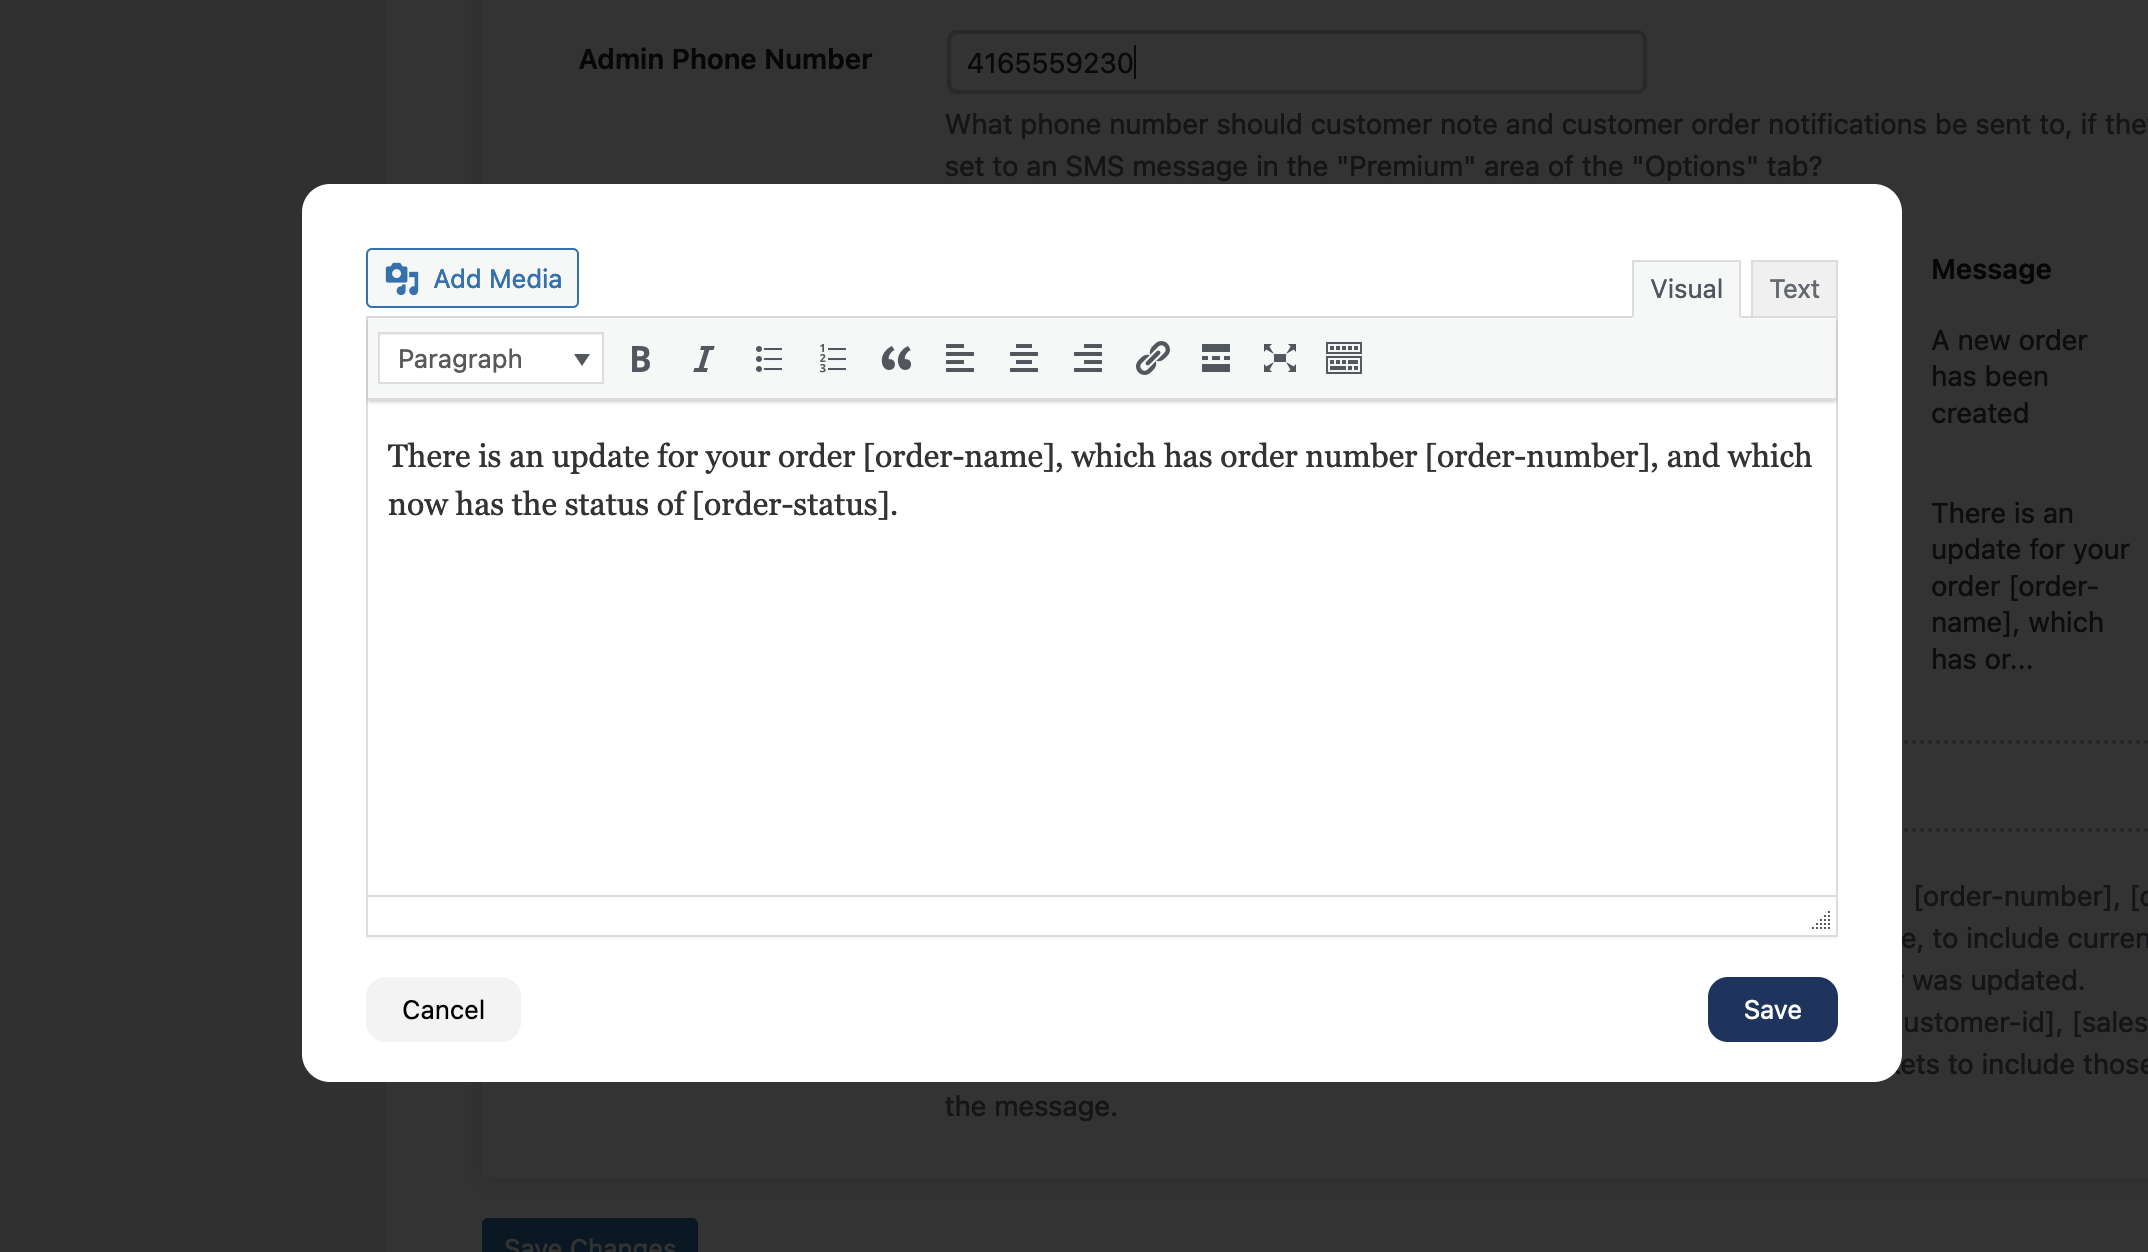 Admin Phone Number
4165559230
What phone number should customer note and customer order notifications be sent to, if the
set to an SMS message in the "Premium" area of the "Options" tab?
Add Media
Visual
Text
Paragraph
There is an update for your order [order-name], which has order number [order-number], and which
now has the status of [order-status].
Cancel
Save
Message
A new order
has been
created
There is an
update for your
order [order-
name], which
has or...
[order-number],
to include
was updated.
[sales
to include those
the message.
Save Changes